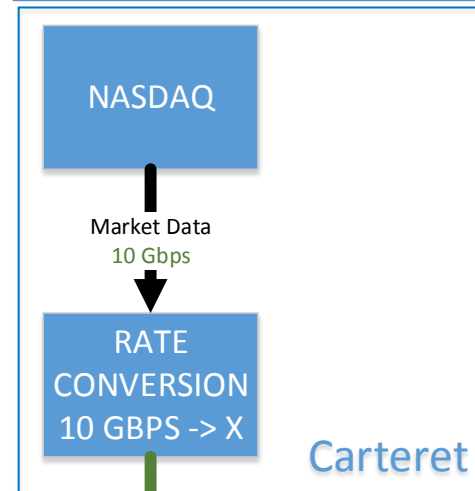 NASDAQ
Market Data
10 Gbps
RATE
CONVERSION
10 GBPS -> X
Carteret